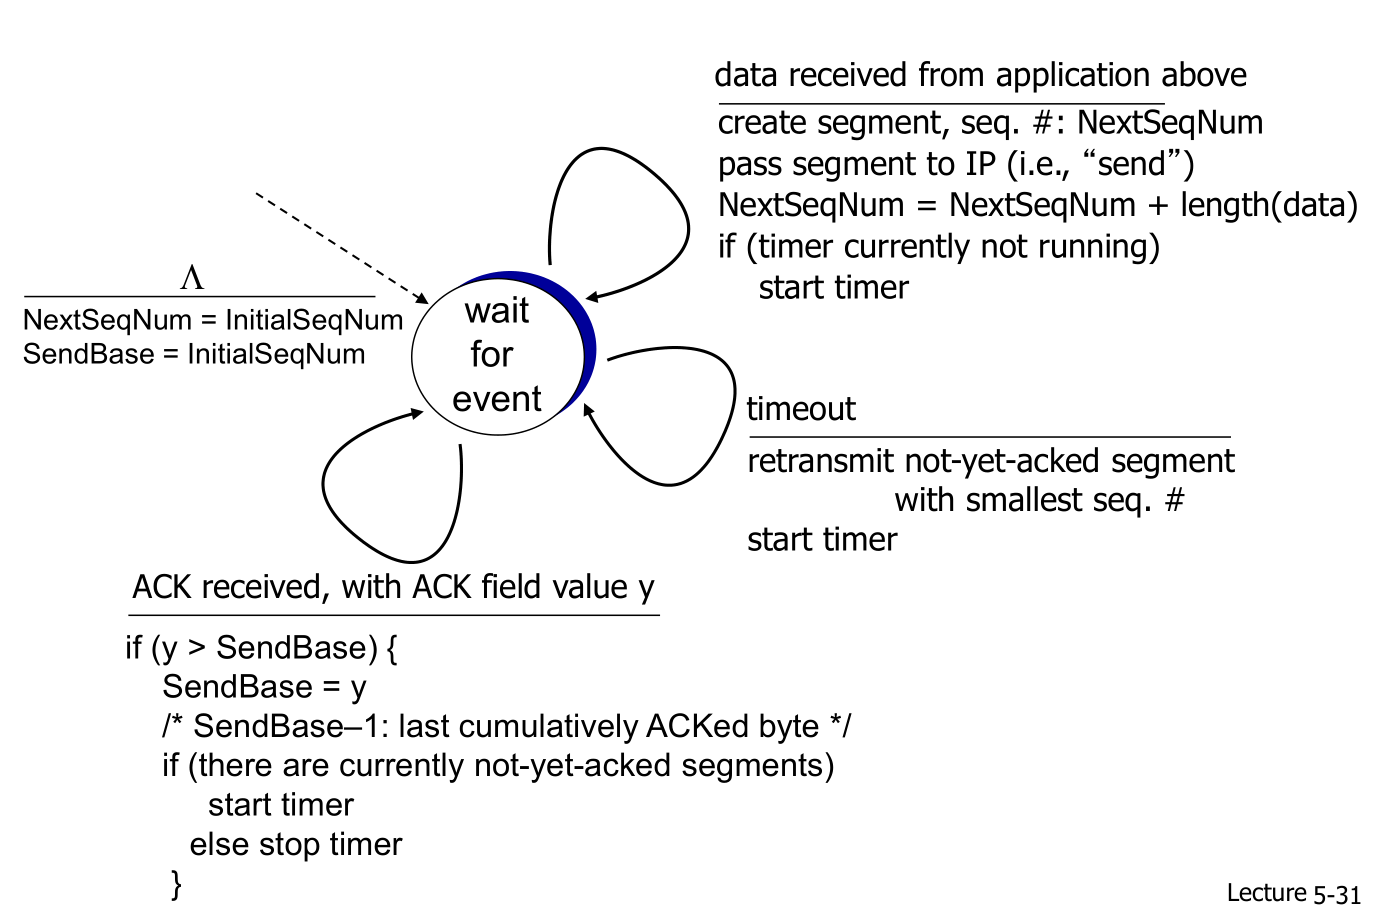 data received from application above
create segment, seq. #: NextSeqNum
pass segment to IP (i.e., “send”)
NextSeqNum = NextSeqNum + length(data)
if (timer currently not running)
start timer
Λ
NextSeqNum = InitialSeqNum
SendBase = InitialSeqNum
wait
for
event
timeout
retransmit not-yet-acked segment
with smallest seq. #
start timer
ACK received, with ACK field value y
if (y > SendBase) {
SendBase = y
/* SendBase–1: last cumulatively ACKed byte */
if (there are currently not-yet-acked segments)
start timer
else stop timer
}
Lecture 5-31